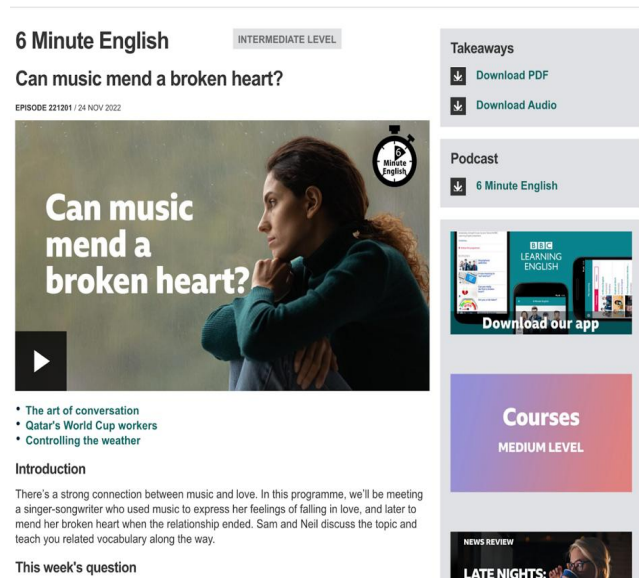 6 Minute English
INTERMEDIATE LEVEL
Can music mend a broken heart?
EPISODE 221201 / 24 NOV 2022
6
Minute
English
Can music
mend a
broken heart?
• The art of conversation
• Qatar's World Cup workers
• Controlling the weather
Introduction
There's a strong connection between music and love. In this programme, we'll be meeting
a singer-songwriter who used music to express her feelings of falling in love, and later to
mend her broken heart when the relationship ended. Sam and Neil discuss the topic and
teach you related vocabulary along the way.
This week's question
Takeaways
Download PDF
Download Audio
Podcast
6 Minute English
BBC
LEARNING
ENGLISH
Download our app
Courses
MEDIUM LEVEL
NEWS REVIEW
LATE NIGHTS: